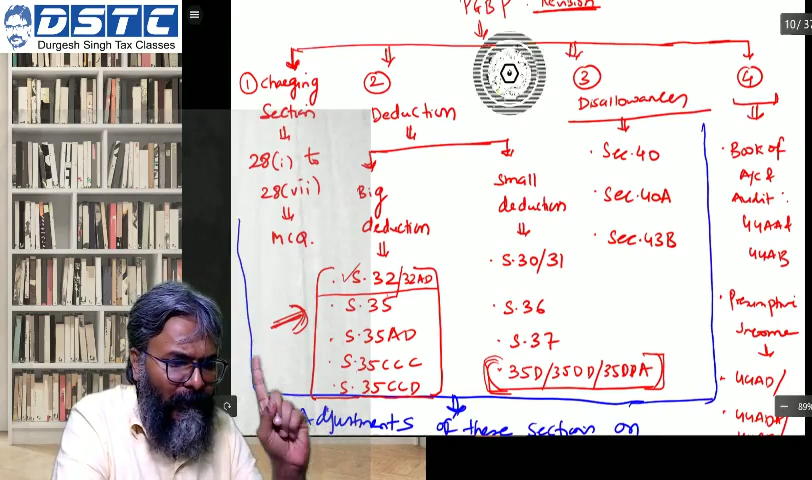 DSTC
Durgesh Singh Tax Classes
10/37
PGBP Revision
① Charging
Section
28(i) to
28(vii)
MCQ.
②
Deduction
Big
deduction
✓S.32/32AD
S.35
S.35AD
S.35CCC
S.35CCD
Small
deduction
S.30/31
S.36
S.37
35D/35DD/35DDA
③
Disallowances
Sec.40
Sec.40A
Sec.43B
④
Book of
A/c &
Audit:
44AA &
44AB
Presumptive
Income
44AD/
44ADA/
89%
Adjustments of these section on